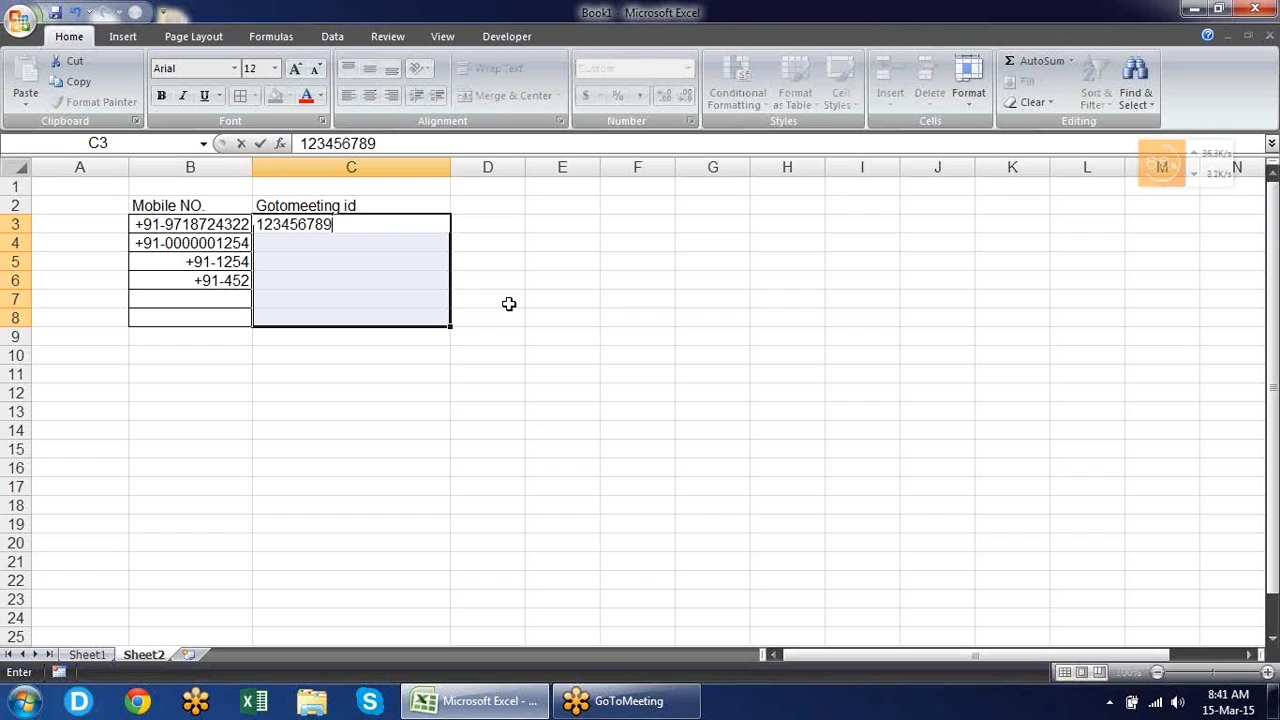 Book1 - Microsoft Excel
Home Insert Page Layout Formulas Data Review View Developer
Paste
Cut
Copy
Format Painter
Clipboard
Arial 12
B I U
Font
Wrap Text
Merge & Center
Alignment
Custom
$ % ,
Number
Conditional Formatting
Format as Table
Cell Styles
Styles
Insert Delete Format
Cells
Σ AutoSum
Fill
Clear
Sort & Filter
Find & Select
Editing
C3 fx 123456789
A B C D E F G H I J K L M N
1
2 Mobile NO. Gotomeeting id
3 +91-9718724322 123456789
4 +91-0000001254
5 +91-1254
6 +91-452
7
8
9
10
11
12
13
14
15
16
17
18
19
20
21
22
23
24
25
Sheet1 Sheet2
Enter 100%
Microsoft Excel - ... GoToMeeting
8:41 AM
15-Mar-15